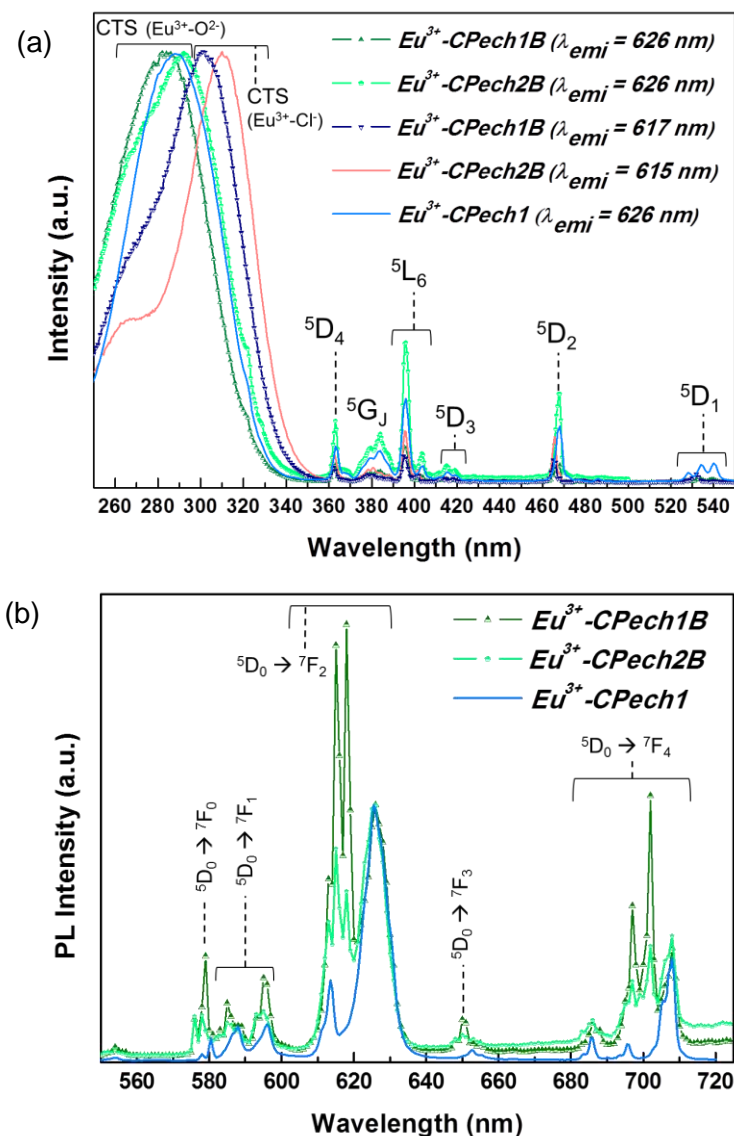 (a)
CTS (Eu³⁺-O²⁻)
CTS
(Eu³⁺-Cl⁻)
Eu³⁺-CPech1B (λemi = 626 nm)
Eu³⁺-CPech2B (λemi = 626 nm)
Eu³⁺-CPech1B (λemi = 617 nm)
Eu³⁺-CPech2B (λemi = 615 nm)
Eu³⁺-CPech1 (λemi = 626 nm)
⁵D₄
⁵G_J
⁵L₆
⁵D₃
⁵D₂
⁵D₁
Intensity (a.u.)
260 280 300 320 340 360 380 400 420 440 460 480 500 520 540
Wavelength (nm)
(b)
Eu³⁺-CPech1B
Eu³⁺-CPech2B
Eu³⁺-CPech1
⁵D₀ → ⁷F₀
⁵D₀ → ⁷F₁
⁵D₀ → ⁷F₂
⁵D₀ → ⁷F₃
⁵D₀ → ⁷F₄
PL Intensity (a.u.)
560 580 600 620 640 660 680 700 720
Wavelength (nm)